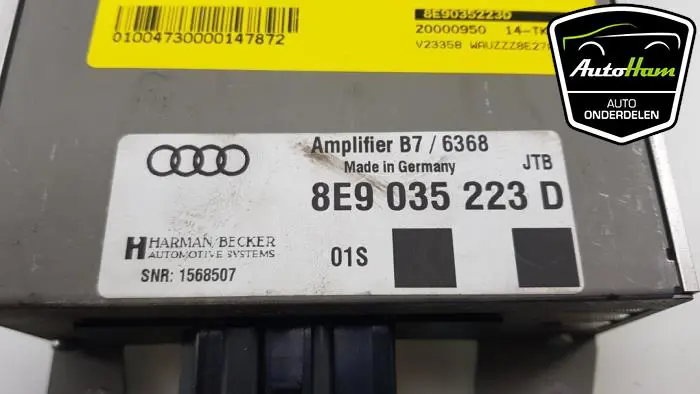 8E9035223D
01004730000147872
20000950 14-TK
V23358 WAUZZZ8E27
AutoHam
AUTO
ONDERDELEN
Amplifier B7 / 6368
Made in Germany
JTB
8E9 035 223 D
HARMAN/BECKER
AUTOMOTIVE SYSTEMS
01S
SNR: 1568507